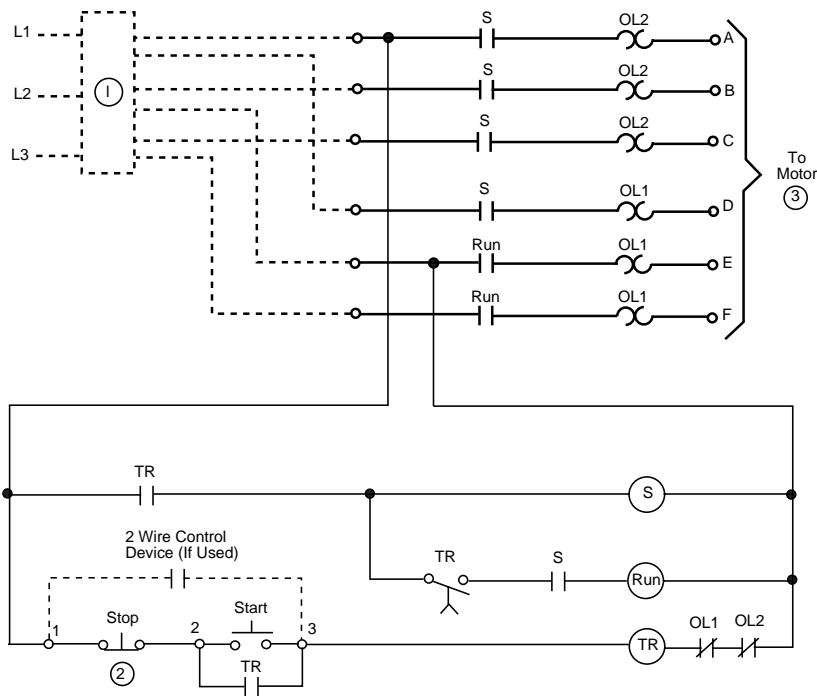 L1
L2
L3
I
S
OL2
A
S
OL2
B
S
OL2
C
S
OL1
D
Run
OL1
E
Run
OL1
F
To
Motor
3
TR
S
2 Wire Control
Device (If Used)
TR
S
Run
1
Stop
2
2
Start
3
TR
TR
OL1
OL2